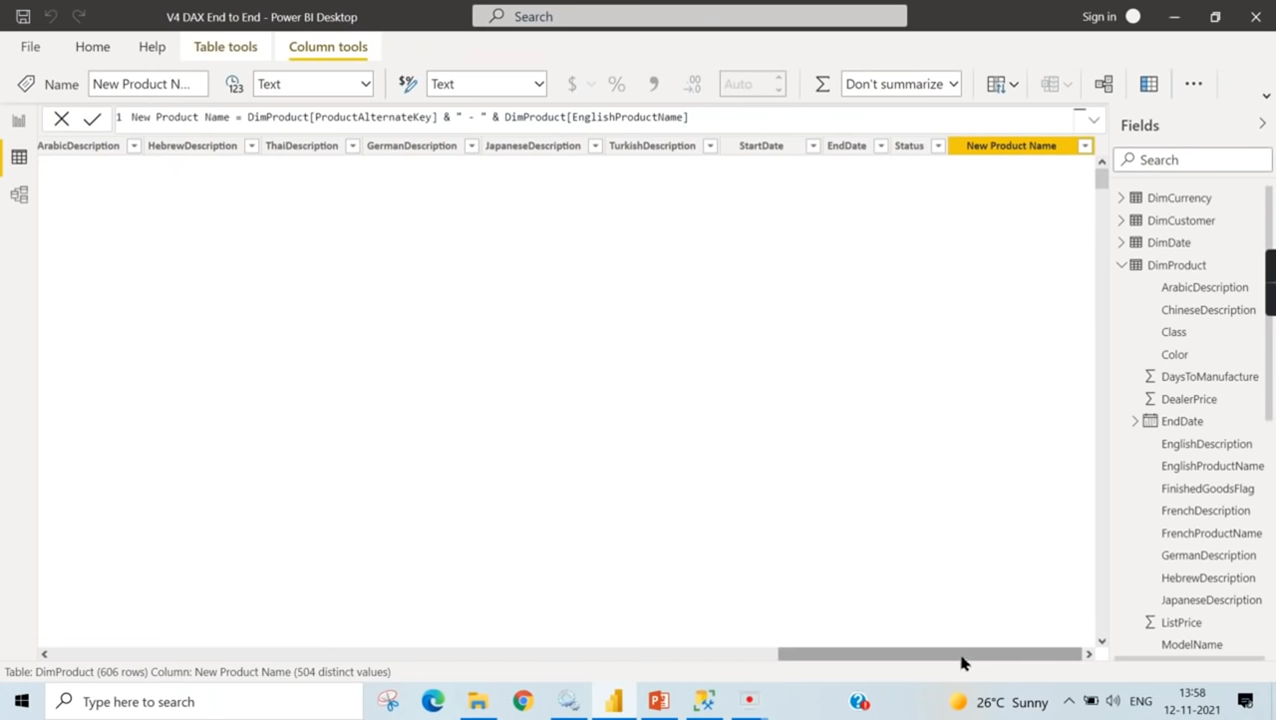 V4 DAX End to End - Power BI Desktop
Search
Sign in
File
Home
Help
Table tools
Column tools
Name
New Product N...
Text
$%
Text
$
%
Auto
Don't summarize
1 New Product Name = DimProduct[ProductAlternateKey] & " - " & DimProduct[EnglishProductName]
ArabicDescription HebrewDescription ThaiDescription GermanDescription JapaneseDescription TurkishDescription StartDate EndDate Status New Product Name
Fields
Search
DimCurrency
DimCustomer
DimDate
DimProduct
ArabicDescription
ChineseDescription
Class
Color
DaysToManufacture
DealerPrice
EndDate
EnglishDescription
EnglishProductName
FinishedGoodsFlag
FrenchDescription
FrenchProductName
GermanDescription
HebrewDescription
JapaneseDescription
ListPrice
ModelName
Table: DimProduct (606 rows) Column: New Product Name (504 distinct values)
Type here to search
26°C Sunny
ENG
13:58
12-11-2021